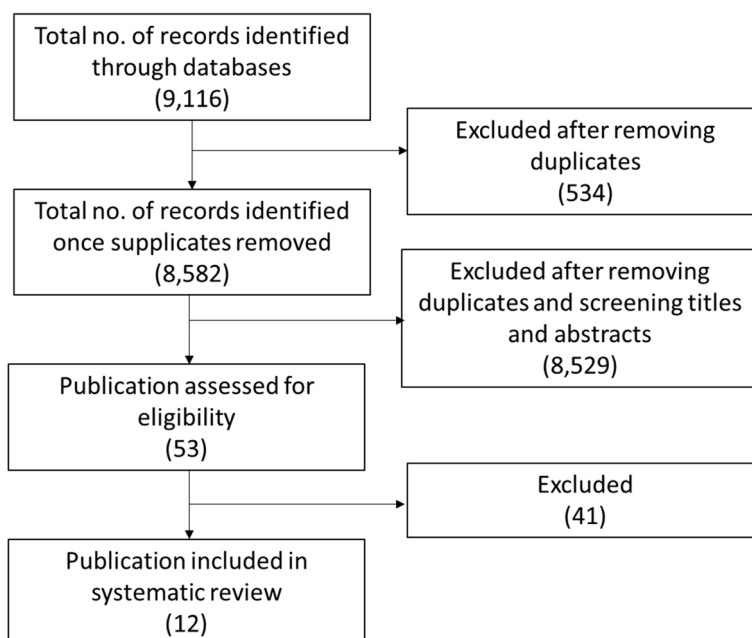 Total no. of records identified
through databases
(9,116)
Excluded after removing
duplicates
(534)
Total no. of records identified
once supplicates removed
(8,582)
Excluded after removing
duplicates and screening titles
and abstracts
(8,529)
Publication assessed for
eligibility
(53)
Excluded
(41)
Publication included in
systematic review
(12)